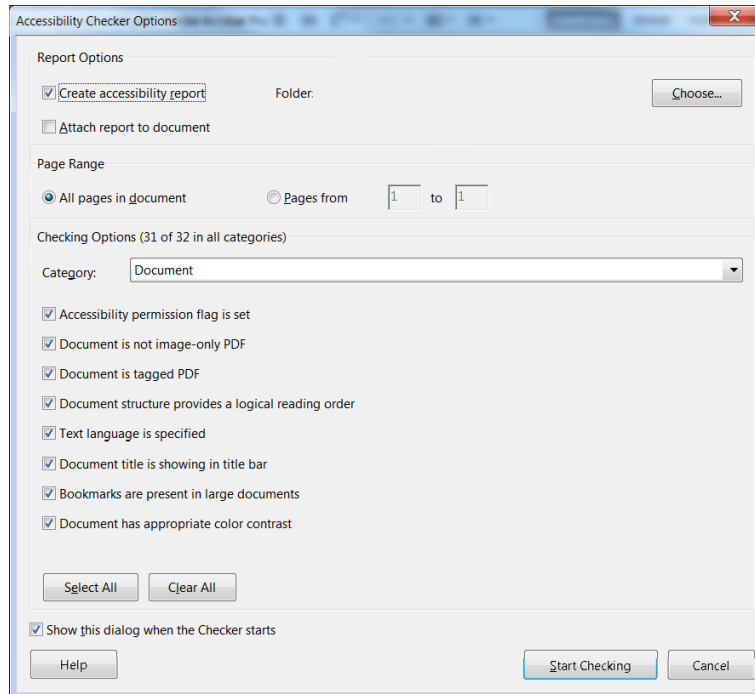 Accessibility Checker Options
Report Options
Create accessibility report Folder: Choose...
Attach report to document
Page Range
All pages in document Pages from 1 to 1
Checking Options (31 of 32 in all categories)
Category: Document
Accessibility permission flag is set
Document is not image-only PDF
Document is tagged PDF
Document structure provides a logical reading order
Text language is specified
Document title is showing in title bar
Bookmarks are present in large documents
Document has appropriate color contrast
Select All Clear All
Show this dialog when the Checker starts
Help Start Checking Cancel